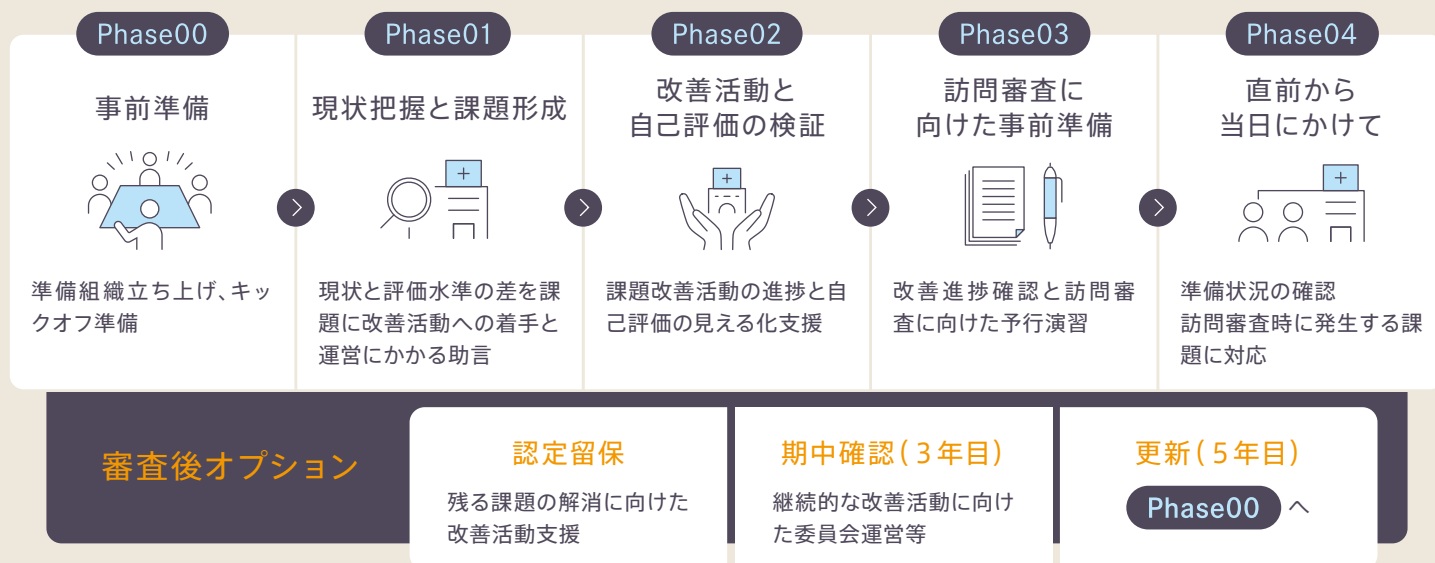 Phase00
事前準備
準備組織立ち上げ、キッ
クオフ準備
Phase01
現状把握と課題形成
現状と評価水準の差を課
題に改善活動への着手と
運営にかかる助言
Phase02
改善活動と
自己評価の検証
課題改善活動の進捗と自
己評価の見える化支援
Phase03
訪問審査に
向けた事前準備
改善進捗確認と訪問審
査に向けた予行演習
Phase04
直前から
当日にかけて
準備状況の確認
訪問審査時に発生する課
題に対応
審査後オプション
認定留保
残る課題の解消に向けた
改善活動支援
期中確認(3年目)
継続的な改善活動に向け
た委員会運営等
更新(5年目)
Phase00 へ